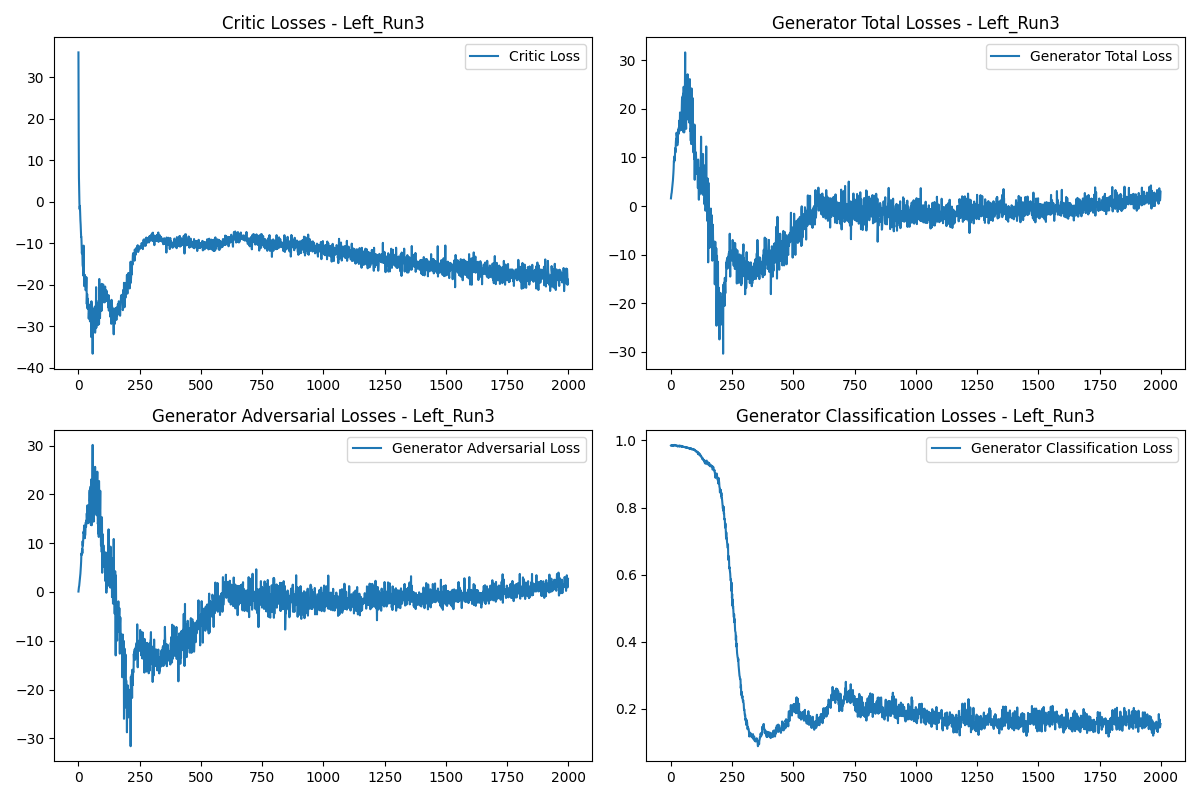 Critic Losses - Left_Run3
Critic Loss
30
20
10
0
−10
−20
−30
−40
0 250 500 750 1000 1250 1500 1750 2000
Generator Total Losses - Left_Run3
Generator Total Loss
30
20
10
0
−10
−20
−30
0 250 500 750 1000 1250 1500 1750 2000
Generator Adversarial Losses - Left_Run3
Generator Adversarial Loss
30
20
10
0
−10
−20
−30
0 250 500 750 1000 1250 1500 1750 2000
Generator Classification Losses - Left_Run3
Generator Classification Loss
1.0
0.8
0.6
0.4
0.2
0 250 500 750 1000 1250 1500 1750 2000